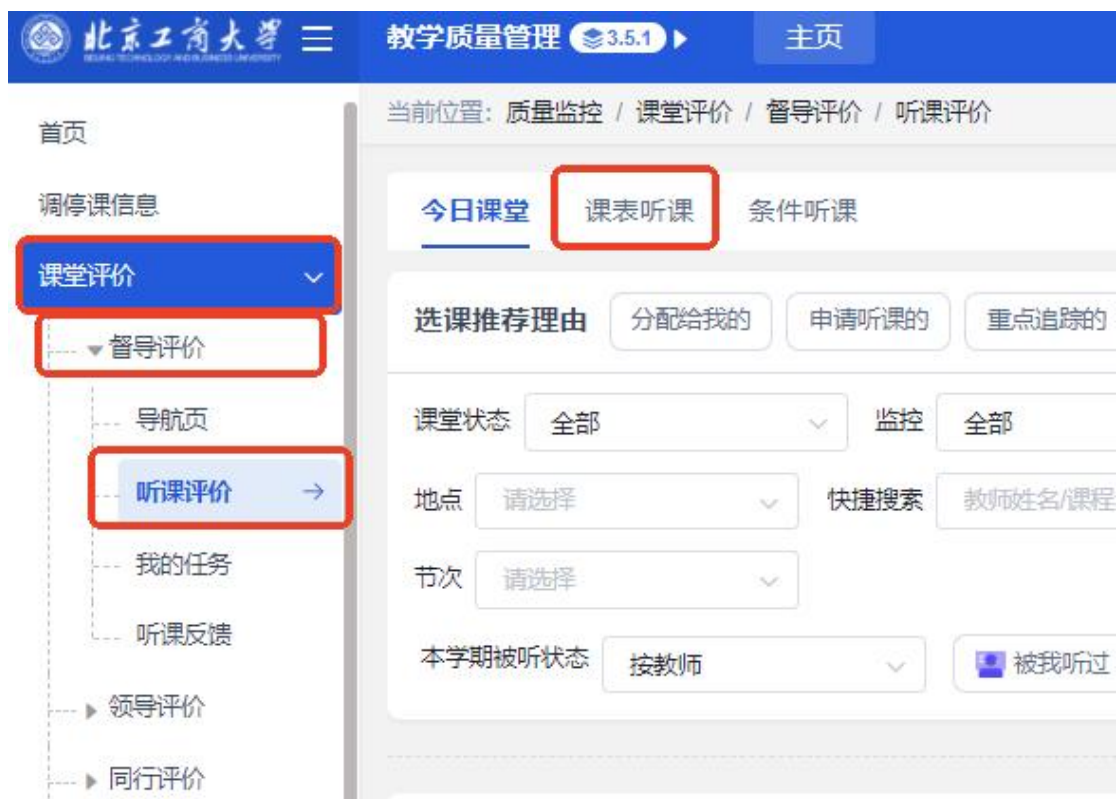 北京工商大学 教学质量管理 3.5.1 主页
BEIJING TECHNOLOGY AND BUSINESS UNIVERSITY
当前位置: 质量监控 / 课堂评价 / 督导评价 / 听课评价
首页
调停课信息
课堂评价
督导评价
导航页
听课评价
我的任务
听课反馈
领导评价
同行评价
今日课堂 课表听课 条件听课
选课推荐理由 分配给我的 申请听课的 重点追踪的
课堂状态 全部 监控 全部
地点 请选择 快捷搜索 教师姓名/课程
节次 请选择
本学期被听状态 按教师 被我听过